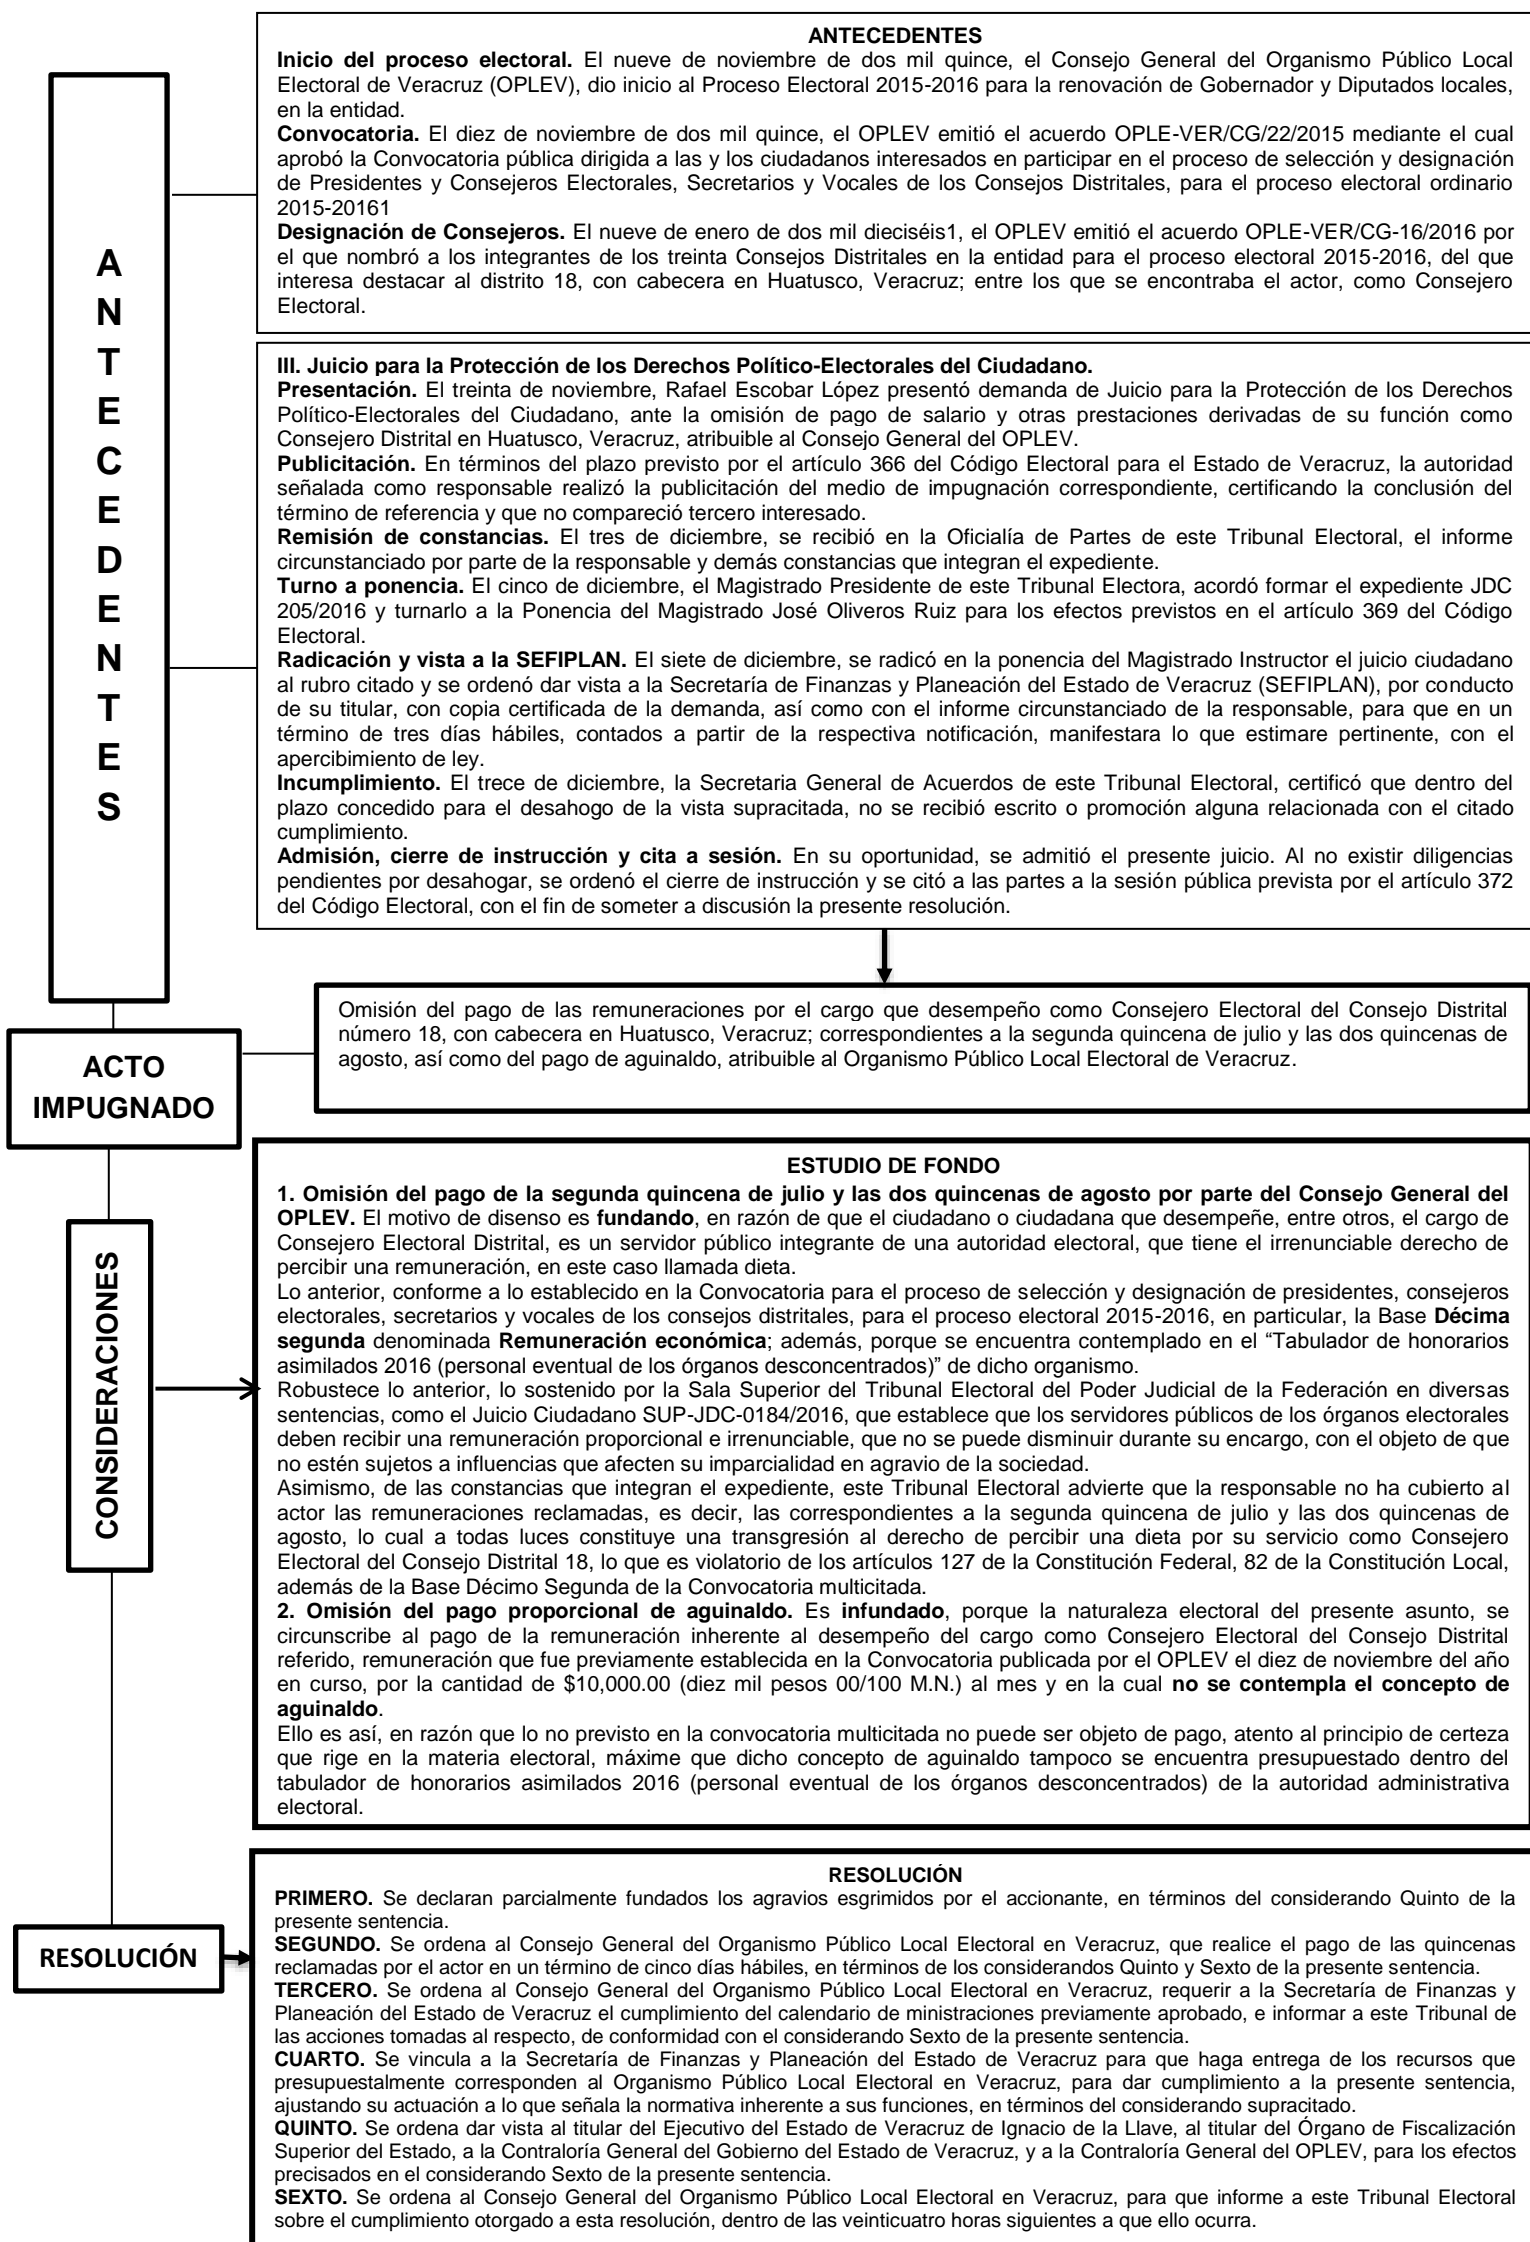 ANTECEDENTES
ANTECEDENTES
Inicio del proceso electoral. El nueve de noviembre de dos mil quince, el Consejo General del Organismo Público Local
Electoral de Veracruz (OPLEV), dio inicio al Proceso Electoral 2015-2016 para la renovación de Gobernador y Diputados locales,
en la entidad.
Convocatoria. El diez de noviembre de dos mil quince, el OPLEV emitió el acuerdo OPLE-VER/CG/22/2015 mediante el cual
aprobó la Convocatoria pública dirigida a las y los ciudadanos interesados en participar en el proceso de selección y designación
de Presidentes y Consejeros Electorales, Secretarios y Vocales de los Consejos Distritales, para el proceso electoral ordinario
2015-20161
Designación de Consejeros. El nueve de enero de dos mil dieciséis1, el OPLEV emitió el acuerdo OPLE-VER/CG-16/2016 por
el que nombró a los integrantes de los treinta Consejos Distritales en la entidad para el proceso electoral 2015-2016, del que
interesa destacar al distrito 18, con cabecera en Huatusco, Veracruz; entre los que se encontraba el actor, como Consejero
Electoral.
III. Juicio para la Protección de los Derechos Político-Electorales del Ciudadano.
Presentación. El treinta de noviembre, Rafael Escobar López presentó demanda de Juicio para la Protección de los Derechos
Político-Electorales del Ciudadano, ante la omisión de pago de salario y otras prestaciones derivadas de su función como
Consejero Distrital en Huatusco, Veracruz, atribuible al Consejo General del OPLEV.
Publicitación. En términos del plazo previsto por el artículo 366 del Código Electoral para el Estado de Veracruz, la autoridad
señalada como responsable realizó la publicitación del medio de impugnación correspondiente, certificando la conclusión del
término de referencia y que no compareció tercero interesado.
Remisión de constancias. El tres de diciembre, se recibió en la Oficialía de Partes de este Tribunal Electoral, el informe
circunstanciado por parte de la responsable y demás constancias que integran el expediente.
Turno a ponencia. El cinco de diciembre, el Magistrado Presidente de este Tribunal Electora, acordó formar el expediente JDC
205/2016 y turnarlo a la Ponencia del Magistrado José Oliveros Ruiz para los efectos previstos en el artículo 369 del Código
Electoral.
Radicación y vista a la SEFIPLAN. El siete de diciembre, se radicó en la ponencia del Magistrado Instructor el juicio ciudadano
al rubro citado y se ordenó dar vista a la Secretaría de Finanzas y Planeación del Estado de Veracruz (SEFIPLAN), por conducto
de su titular, con copia certificada de la demanda, así como con el informe circunstanciado de la responsable, para que en un
término de tres días hábiles, contados a partir de la respectiva notificación, manifestara lo que estimare pertinente, con el
apercibimiento de ley.
Incumplimiento. El trece de diciembre, la Secretaria General de Acuerdos de este Tribunal Electoral, certificó que dentro del
plazo concedido para el desahogo de la vista supracitada, no se recibió escrito o promoción alguna relacionada con el citado
cumplimiento.
Admisión, cierre de instrucción y cita a sesión. En su oportunidad, se admitió el presente juicio. Al no existir diligencias
pendientes por desahogar, se ordenó el cierre de instrucción y se citó a las partes a la sesión pública prevista por el artículo 372
del Código Electoral, con el fin de someter a discusión la presente resolución.
ACTO
IMPUGNADO
Omisión del pago de las remuneraciones por el cargo que desempeño como Consejero Electoral del Consejo Distrital
número 18, con cabecera en Huatusco, Veracruz; correspondientes a la segunda quincena de julio y las dos quincenas de
agosto, así como del pago de aguinaldo, atribuible al Organismo Público Local Electoral de Veracruz.
CONSIDERACIONES
ESTUDIO DE FONDO
1. Omisión del pago de la segunda quincena de julio y las dos quincenas de agosto por parte del Consejo General del
OPLEV. El motivo de disenso es fundando, en razón de que el ciudadano o ciudadana que desempeñe, entre otros, el cargo de
Consejero Electoral Distrital, es un servidor público integrante de una autoridad electoral, que tiene el irrenunciable derecho de
percibir una remuneración, en este caso llamada dieta.
Lo anterior, conforme a lo establecido en la Convocatoria para el proceso de selección y designación de presidentes, consejeros
electorales, secretarios y vocales de los consejos distritales, para el proceso electoral 2015-2016, en particular, la Base Décima
segunda denominada Remuneración económica; además, porque se encuentra contemplado en el “Tabulador de honorarios
asimilados 2016 (personal eventual de los órganos desconcentrados)” de dicho organismo.
Robustece lo anterior, lo sostenido por la Sala Superior del Tribunal Electoral del Poder Judicial de la Federación en diversas
sentencias, como el Juicio Ciudadano SUP-JDC-0184/2016, que establece que los servidores públicos de los órganos electorales
deben recibir una remuneración proporcional e irrenunciable, que no se puede disminuir durante su encargo, con el objeto de que
no estén sujetos a influencias que afecten su imparcialidad en agravio de la sociedad.
Asimismo, de las constancias que integran el expediente, este Tribunal Electoral advierte que la responsable no ha cubierto al
actor las remuneraciones reclamadas, es decir, las correspondientes a la segunda quincena de julio y las dos quincenas de
agosto, lo cual a todas luces constituye una transgresión al derecho de percibir una dieta por su servicio como Consejero
Electoral del Consejo Distrital 18, lo que es violatorio de los artículos 127 de la Constitución Federal, 82 de la Constitución Local,
además de la Base Décimo Segunda de la Convocatoria multicitada.
2. Omisión del pago proporcional de aguinaldo. Es infundado, porque la naturaleza electoral del presente asunto, se
circunscribe al pago de la remuneración inherente al desempeño del cargo como Consejero Electoral del Consejo Distrital
referido, remuneración que fue previamente establecida en la Convocatoria publicada por el OPLEV el diez de noviembre del año
en curso, por la cantidad de $10,000.00 (diez mil pesos 00/100 M.N.) al mes y en la cual no se contempla el concepto de
aguinaldo.
Ello es así, en razón que lo no previsto en la convocatoria multicitada no puede ser objeto de pago, atento al principio de certeza
que rige en la materia electoral, máxime que dicho concepto de aguinaldo tampoco se encuentra presupuestado dentro del
tabulador de honorarios asimilados 2016 (personal eventual de los órganos desconcentrados) de la autoridad administrativa
electoral.
RESOLUCIÓN
RESOLUCIÓN
PRIMERO. Se declaran parcialmente fundados los agravios esgrimidos por el accionante, en términos del considerando Quinto de la
presente sentencia.
SEGUNDO. Se ordena al Consejo General del Organismo Público Local Electoral en Veracruz, que realice el pago de las quincenas
reclamadas por el actor en un término de cinco días hábiles, en términos de los considerandos Quinto y Sexto de la presente sentencia.
TERCERO. Se ordena al Consejo General del Organismo Público Local Electoral en Veracruz, requerir a la Secretaría de Finanzas y
Planeación del Estado de Veracruz el cumplimiento del calendario de ministraciones previamente aprobado, e informar a este Tribunal de
las acciones tomadas al respecto, de conformidad con el considerando Sexto de la presente sentencia.
CUARTO. Se vincula a la Secretaría de Finanzas y Planeación del Estado de Veracruz para que haga entrega de los recursos que
presupuestalmente corresponden al Organismo Público Local Electoral en Veracruz, para dar cumplimiento a la presente sentencia,
ajustando su actuación a lo que señala la normativa inherente a sus funciones, en términos del considerando supracitado.
QUINTO. Se ordena dar vista al titular del Ejecutivo del Estado de Veracruz de Ignacio de la Llave, al titular del Órgano de Fiscalización
Superior del Estado, a la Contraloría General del Gobierno del Estado de Veracruz, y a la Contraloría General del OPLEV, para los efectos
precisados en el considerando Sexto de la presente sentencia.
SEXTO. Se ordena al Consejo General del Organismo Público Local Electoral en Veracruz, para que informe a este Tribunal Electoral
sobre el cumplimiento otorgado a esta resolución, dentro de las veinticuatro horas siguientes a que ello ocurra.